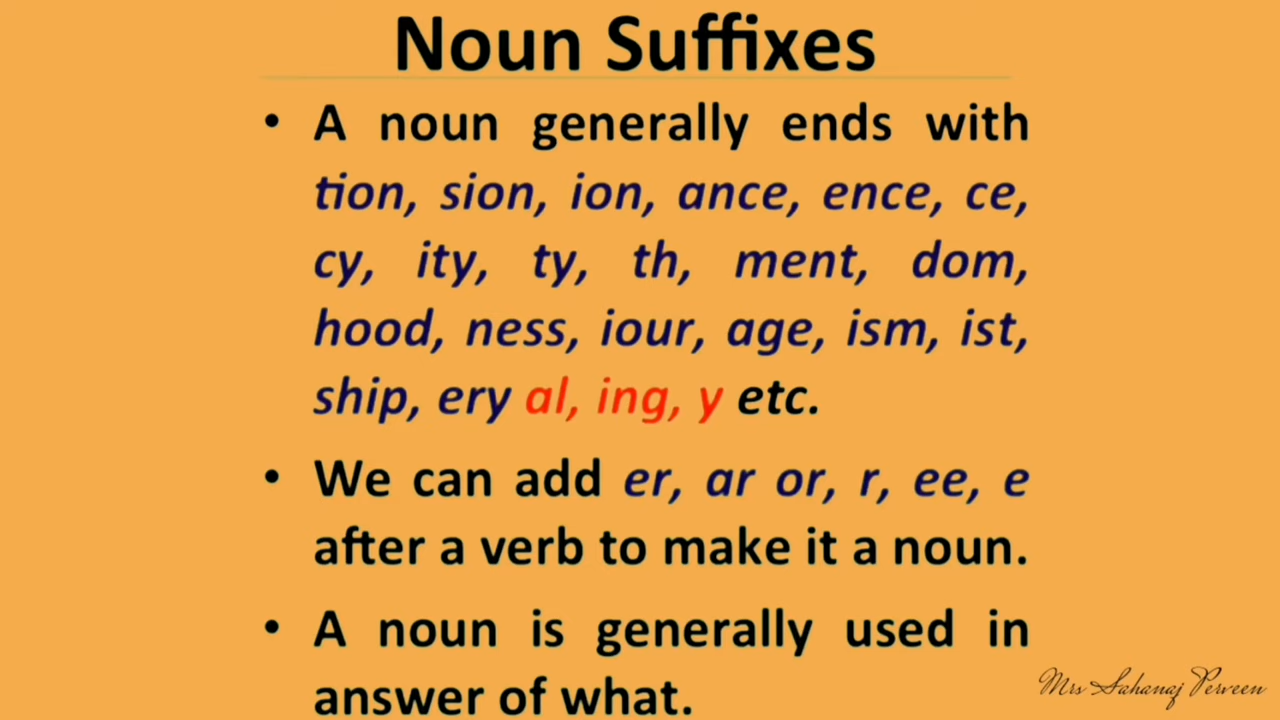 Noun Suffixes
• A noun generally ends with
tion, sion, ion, ance, ence, ce,
cy, ity, ty, th, ment, dom,
hood, ness, iour, age, ism, ist,
ship, ery al, ing, y etc.
• We can add er, ar or, r, ee, e
after a verb to make it a noun.
• A noun is generally used in
answer of what.
Mrs Sahanaj Perveen